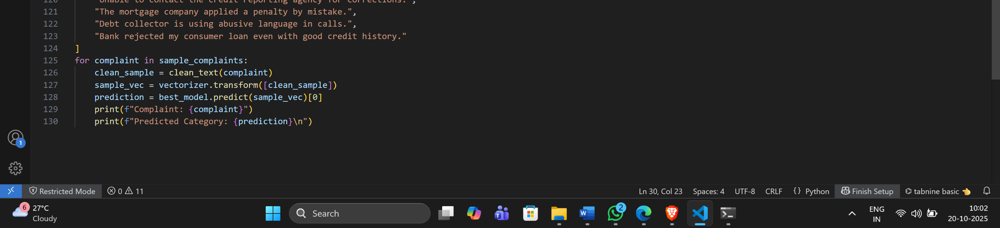 120 "Unable to contact the credit reporting agency for corrections.",
121 "The mortgage company applied a penalty by mistake.",
122 "Debt collector is using abusive language in calls.",
123 "Bank rejected my consumer loan even with good credit history."
124 ]
125 for complaint in sample_complaints:
126 clean_sample = clean_text(complaint)
127 sample_vec = vectorizer.transform([clean_sample])
128 prediction = best_model.predict(sample_vec)[0]
129 print(f"Complaint: {complaint}")
130 print(f"Predicted Category: {prediction}\n")
1
Restricted Mode 0 11 Ln 30, Col 23 Spaces: 4 UTF-8 CRLF {} Python Finish Setup tabnine basic
6 27°C
Cloudy
Search
T
W
2
ENG
IN
10:02
20-10-2025